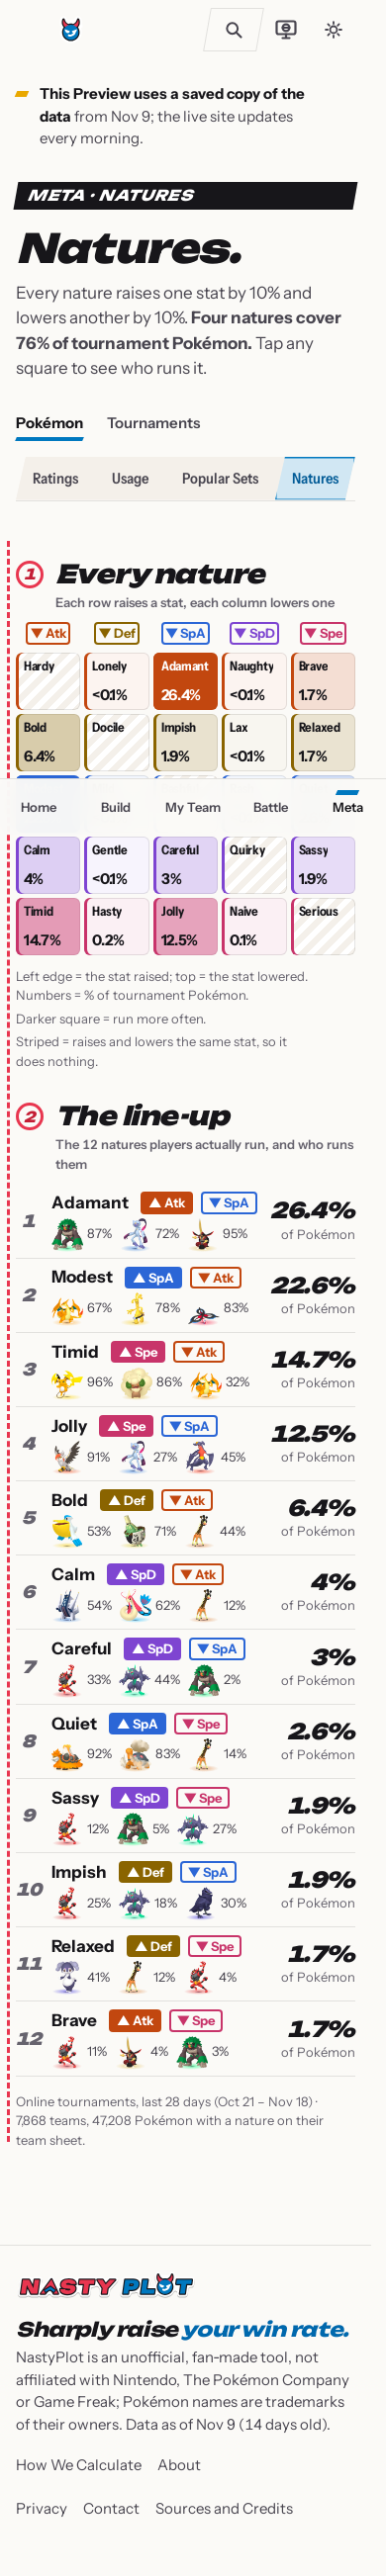 This Preview uses a saved copy of the
data from Nov 9; the live site updates
every morning.
META · NATURES
Natures.
Every nature raises one stat by 10% and
lowers another by 10%. Four natures cover
76% of tournament Pokémon. Tap any
square to see who runs it.
Pokémon Tournaments
Ratings Usage Popular Sets Natures
1 Every nature
Each row raises a stat, each column lowers one
▼ Atk ▼ Def ▼ SpA ▼ SpD ▼ Spe
Hardy Lonely Adamant Naughty Brave
<0.1% 26.4% <0.1% 1.7%
Bold Docile Impish Lax Relaxed
6.4% 1.9% <0.1% 1.7%
Home Build My Team Battle Meta
Calm Gentle Careful Quirky Sassy
4% <0.1% 3% 1.9%
Timid Hasty Jolly Naive Serious
14.7% 0.2% 12.5% 0.1%
Left edge = the stat raised; top = the stat lowered.
Numbers = % of tournament Pokémon.
Darker square = run more often.
Striped = raises and lowers the same stat, so it
does nothing.
2 The line-up
The 12 natures players actually run, and who runs
them
1 Adamant ▲ Atk ▼ SpA 26.4%
87% 72% 95% of Pokémon
2 Modest ▲ SpA ▼ Atk 22.6%
67% 78% 83% of Pokémon
3 Timid ▲ Spe ▼ Atk 14.7%
96% 86% 32% of Pokémon
4 Jolly ▲ Spe ▼ SpA 12.5%
91% 27% 45% of Pokémon
5 Bold ▲ Def ▼ Atk 6.4%
53% 71% 44% of Pokémon
6 Calm ▲ SpD ▼ Atk 4%
54% 62% 12% of Pokémon
7 Careful ▲ SpD ▼ SpA 3%
33% 44% 2% of Pokémon
8 Quiet ▲ SpA ▼ Spe 2.6%
92% 83% 14% of Pokémon
9 Sassy ▲ SpD ▼ Spe 1.9%
12% 5% 27% of Pokémon
10 Impish ▲ Def ▼ SpA 1.9%
25% 18% 30% of Pokémon
11 Relaxed ▲ Def ▼ Spe 1.7%
41% 12% 4% of Pokémon
12 Brave ▲ Atk ▼ Spe 1.7%
11% 4% 3% of Pokémon
Online tournaments, last 28 days (Oct 21 – Nov 18) ·
7,868 teams, 47,208 Pokémon with a nature on their
team sheet.
NASTY PLOT
Sharply raise your win rate.
NastyPlot is an unofficial, fan-made tool, not
affiliated with Nintendo, The Pokémon Company
or Game Freak; Pokémon names are trademarks
of their owners. Data as of Nov 9 (14 days old).
How We Calculate About
Privacy Contact Sources and Credits